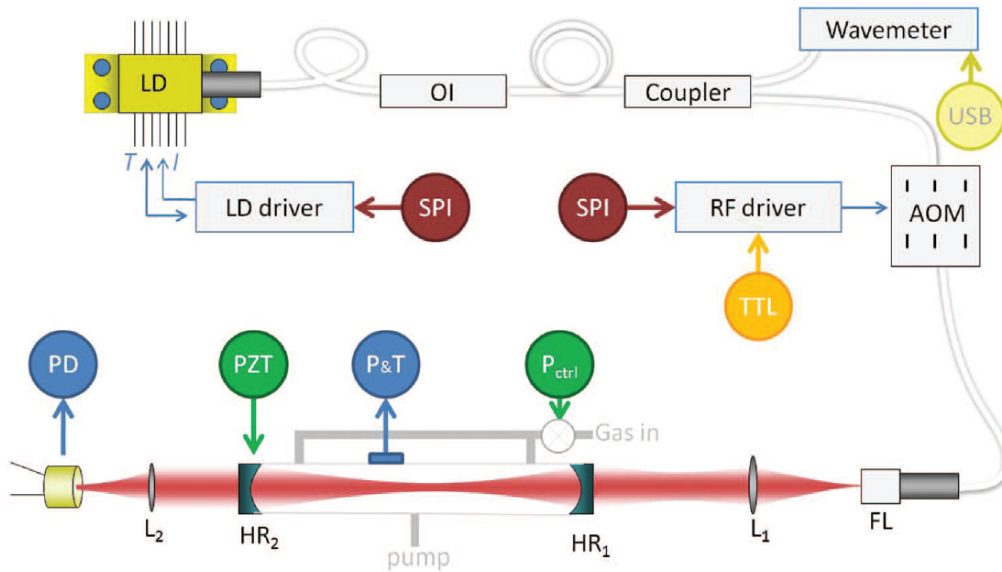 Wavemeter
LD
OI
Coupler
USB
T
I
LD driver
SPI
SPI
RF driver
AOM
TTL
PD
PZT
P&T
Pctrl
Gas in
L2
HR2
HR1
L1
FL
pump